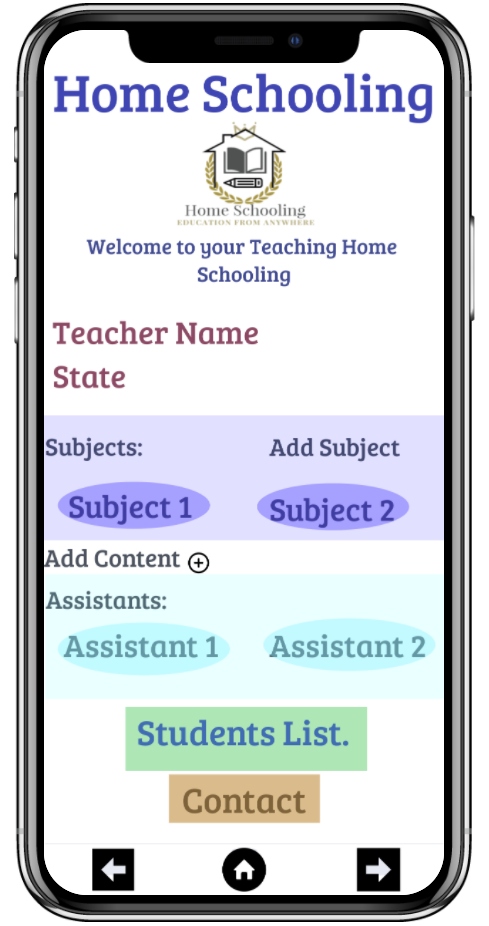 Home Schooling
Home Schooling
EDUCATION FROM ANYWHERE
Welcome to your Teaching Home
Schooling
Teacher Name
State
Subjects: Add Subject
Subject 1 Subject 2
Add Content
Assistants:
Assistant 1 Assistant 2
Students List.
Contact